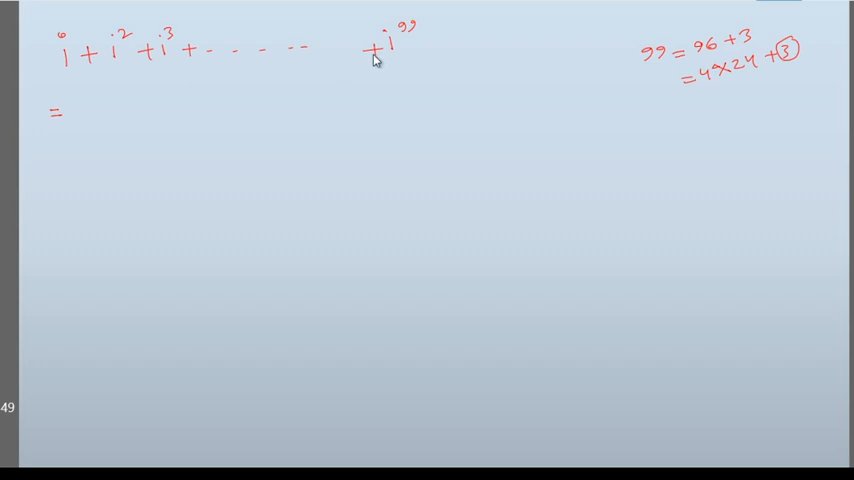 i + i² + i³ + - - - - - + i⁹⁹
99 = 96 + 3
= 4×24 + 3
=
49